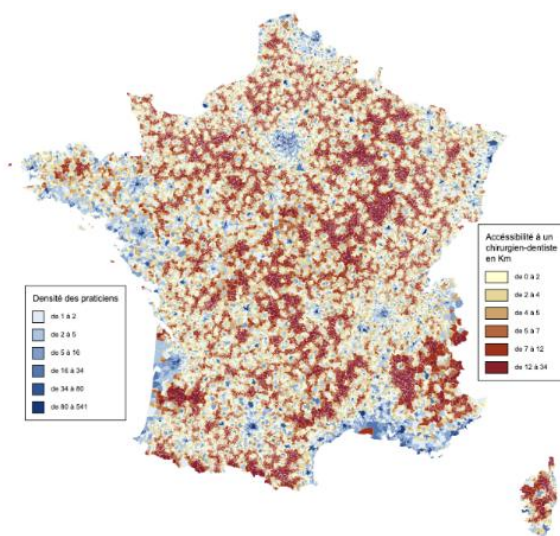 Densité des praticiens
de 1 à 2
de 2 à 5
de 5 à 16
de 16 à 34
de 34 à 80
de 80 à 541
Accéssibilité à un
chirurgien-dentiste
en Km
de 0 à 2
de 2 à 4
de 4 à 5
de 5 à 7
de 7 à 12
de 12 à 34